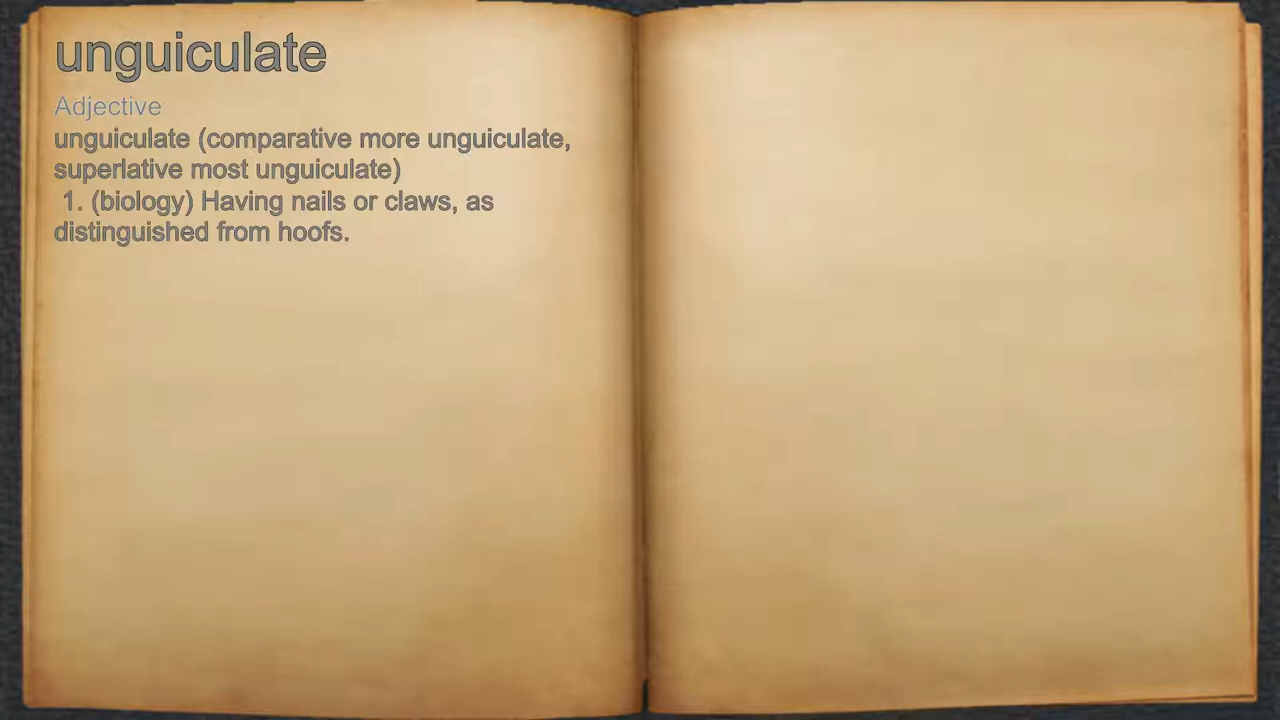 unguiculate
Adjective
unguiculate (comparative more unguiculate,
superlative most unguiculate)
1. (biology) Having nails or claws, as
distinguished from hoofs.